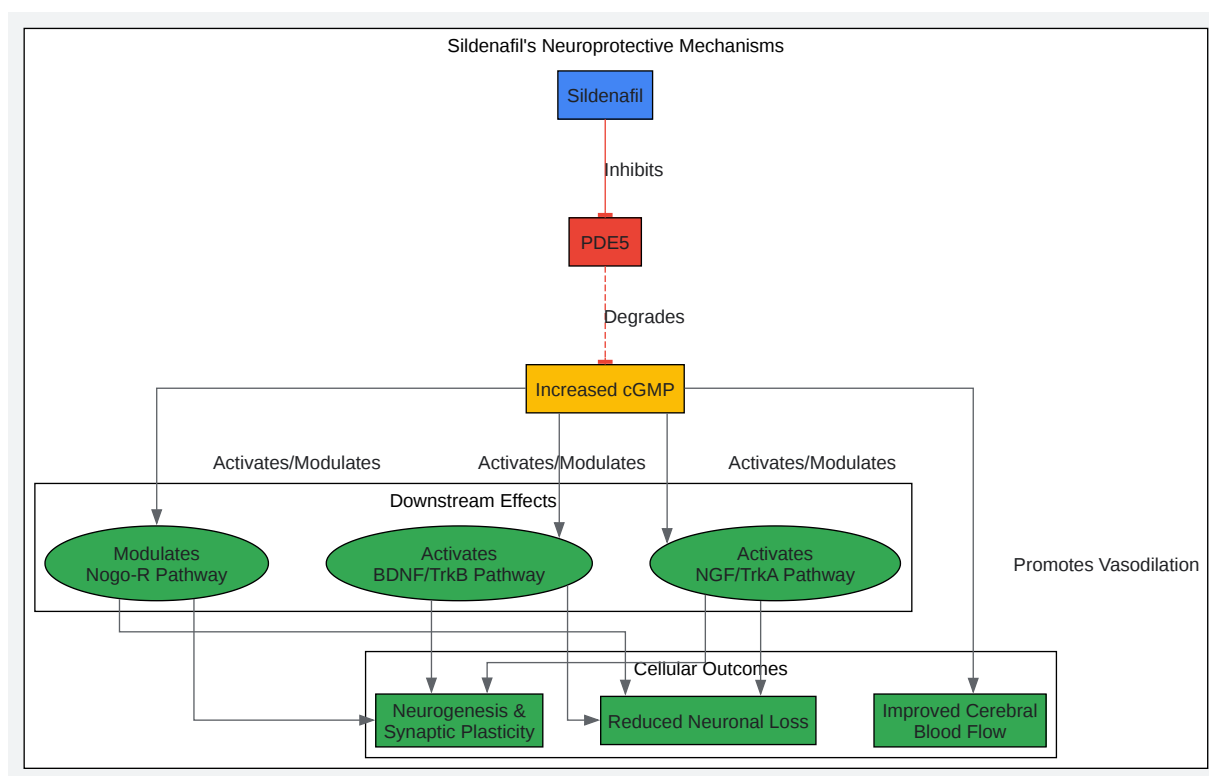 Sildenafil's Neuroprotective Mechanisms
Sildenafil
Inhibits
PDE5
Degrades
Increased cGMP
Activates/Modulates
Activates/Modulates
Activates/Modulates
Downstream Effects
Modulates
Nogo-R Pathway
Activates
BDNF/TrkB Pathway
Activates
NGF/TrkA Pathway
Promotes Vasodilation
Cellular Outcomes
Neurogenesis &
Synaptic Plasticity
Reduced Neuronal Loss
Improved Cerebral
Blood Flow